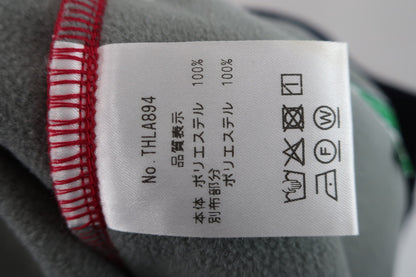 No. THLA894
品質表示
本体 ポリエステル 100%
別布部分
ポリエステル 100%
F
W